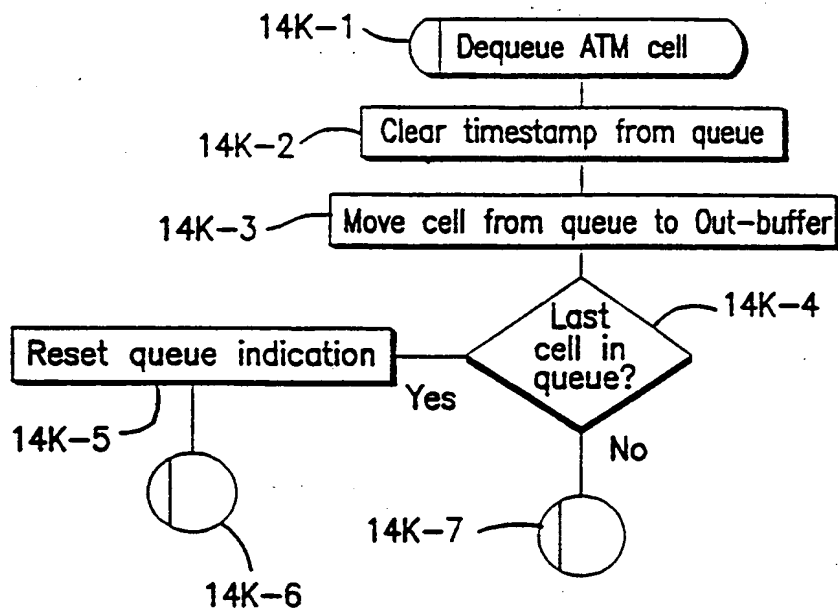 14K-1
Dequeue ATM cell
14K-2
Clear timestamp from queue
14K-3
Move cell from queue to Out-buffer
14K-4
Last
cell in
queue?
Reset queue indication
Yes
14K-5
No
14K-7
14K-6